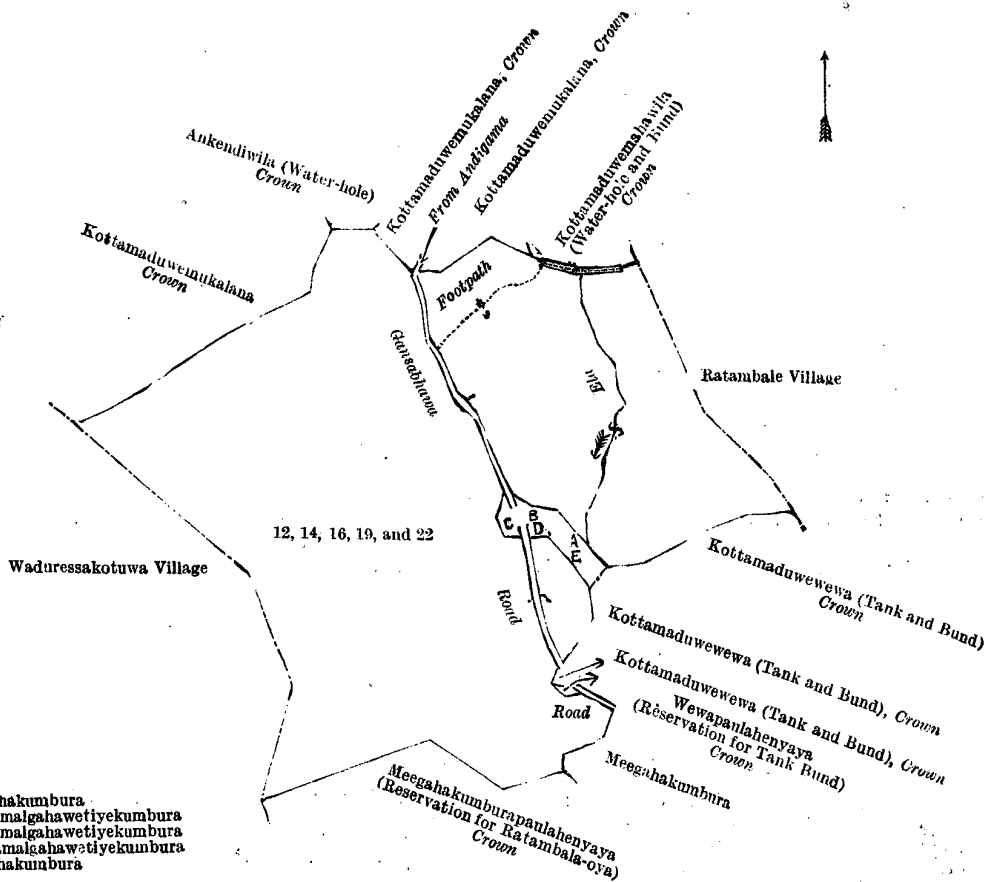 Kottamaduwemukalana, Crown
From Andigama
Kottamaduwemukalana, Crown
Kottamaduwemahawila
(Water-hole and Bund)
Crown
Ankendiwila (Water-hole)
Crown
Kottamaduwemukalana
Crown
Footpath
Gansabhawa
Ela
Ratambale Village
12, 14, 16, 19, and 22
B
C
D
A
E
Waduressakotuwa Village
Kottamaduwewewa (Tank and Bund)
Crown
Road
Kottamaduwewewa (Tank and Bund), Crown
Kottamaduwewewa (Tank and Bund), Crown
Wewapaulahenyaya
(Reservation for Tank Bund)
Crown
Road
Meegahakumbura
Meegahakumburapaulahenyaya
(Reservation for Ratambala-oya)
Crown
hakumbura
malgahawetiyekumbura
malgahawetiyekumbura
malgahawetiyekumbura
hakumbura